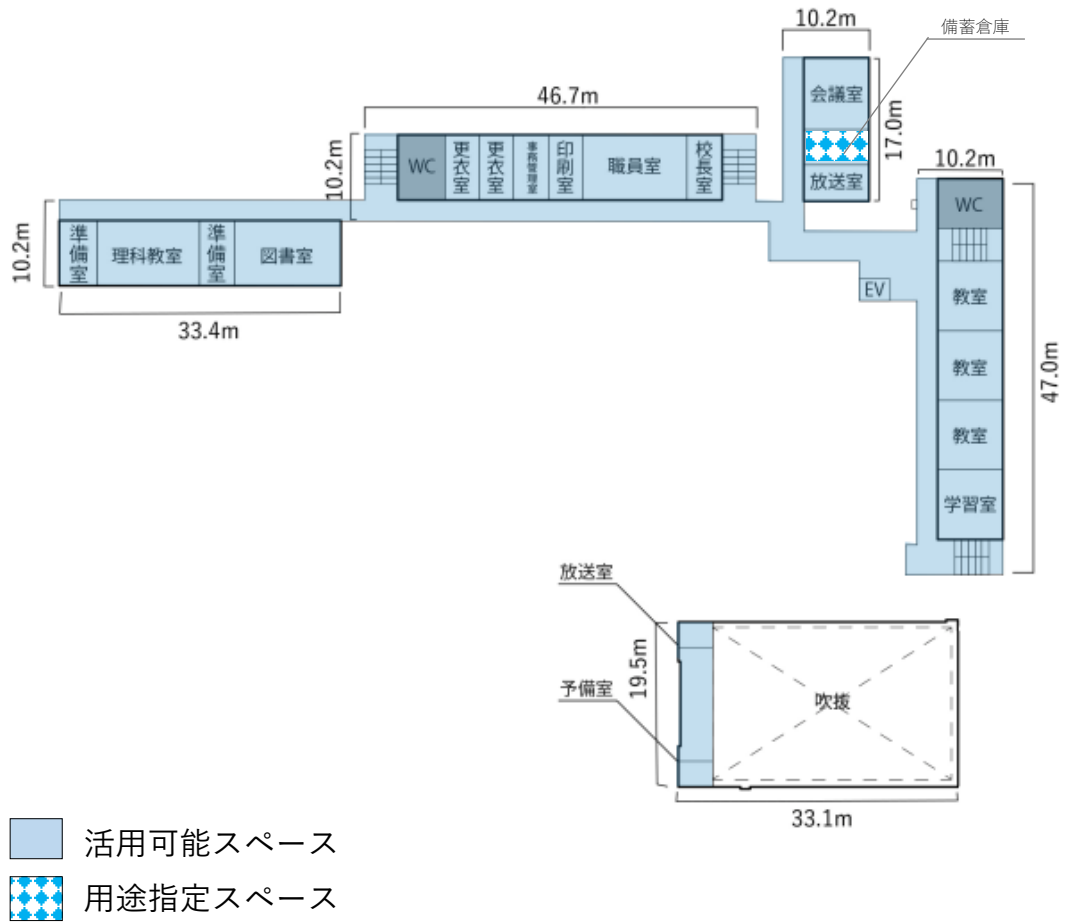 10.2m
備蓄倉庫
46.7m
会議室
17.0m
放送室
10.2m
WC
更衣室
更衣室
事務管理室
印刷室
職員室
校長室
10.2m
WC
10.2m
準備室
理科教室
準備室
図書室
33.4m
EV
教室
教室
教室
学習室
47.0m
放送室
19.5m
予備室
吹抜
33.1m
活用可能スペース
用途指定スペース